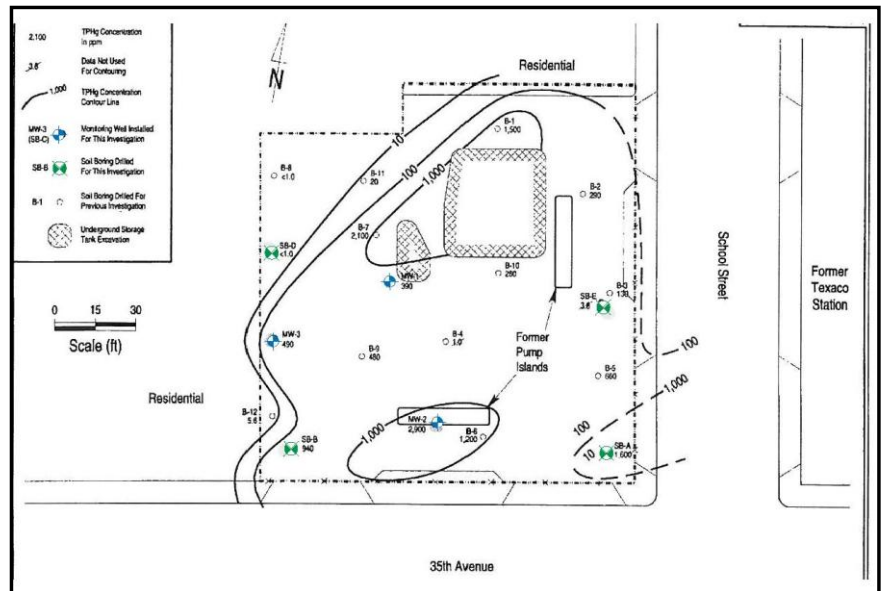 2,100
TPHg Concentration
in ppm
3.8
Data Not Used
For Contouring
1,000
TPHg Concentration
Contour Line
MW-3
(SB-C)
Monitoring Well Installed
For This Investigation
SB-B
Soil Boring Drilled
For This Investigation
B-1
Soil Boring Drilled For
Previous Investigation
Underground Storage
Tank Excavation
N
0 15 30
Scale (ft)
Residential
Residential
10
100
1,000
B-1
1,500
B-8
<1.0
B-11
20
B-2
290
B-7
2,100
SB-D
<1.0
MW-1
390
B-10
B-3
SB-E
3.8
MW-3
490
B-9
480
B-4
Former
Pump
Islands
B-5
660
100
1,000
100
10
B-12
5.6
SB-B
940
1,000
MW-2
2,900
B-6
1,200
SB-A
1,600
School Street
Former
Texaco
Station
35th Avenue